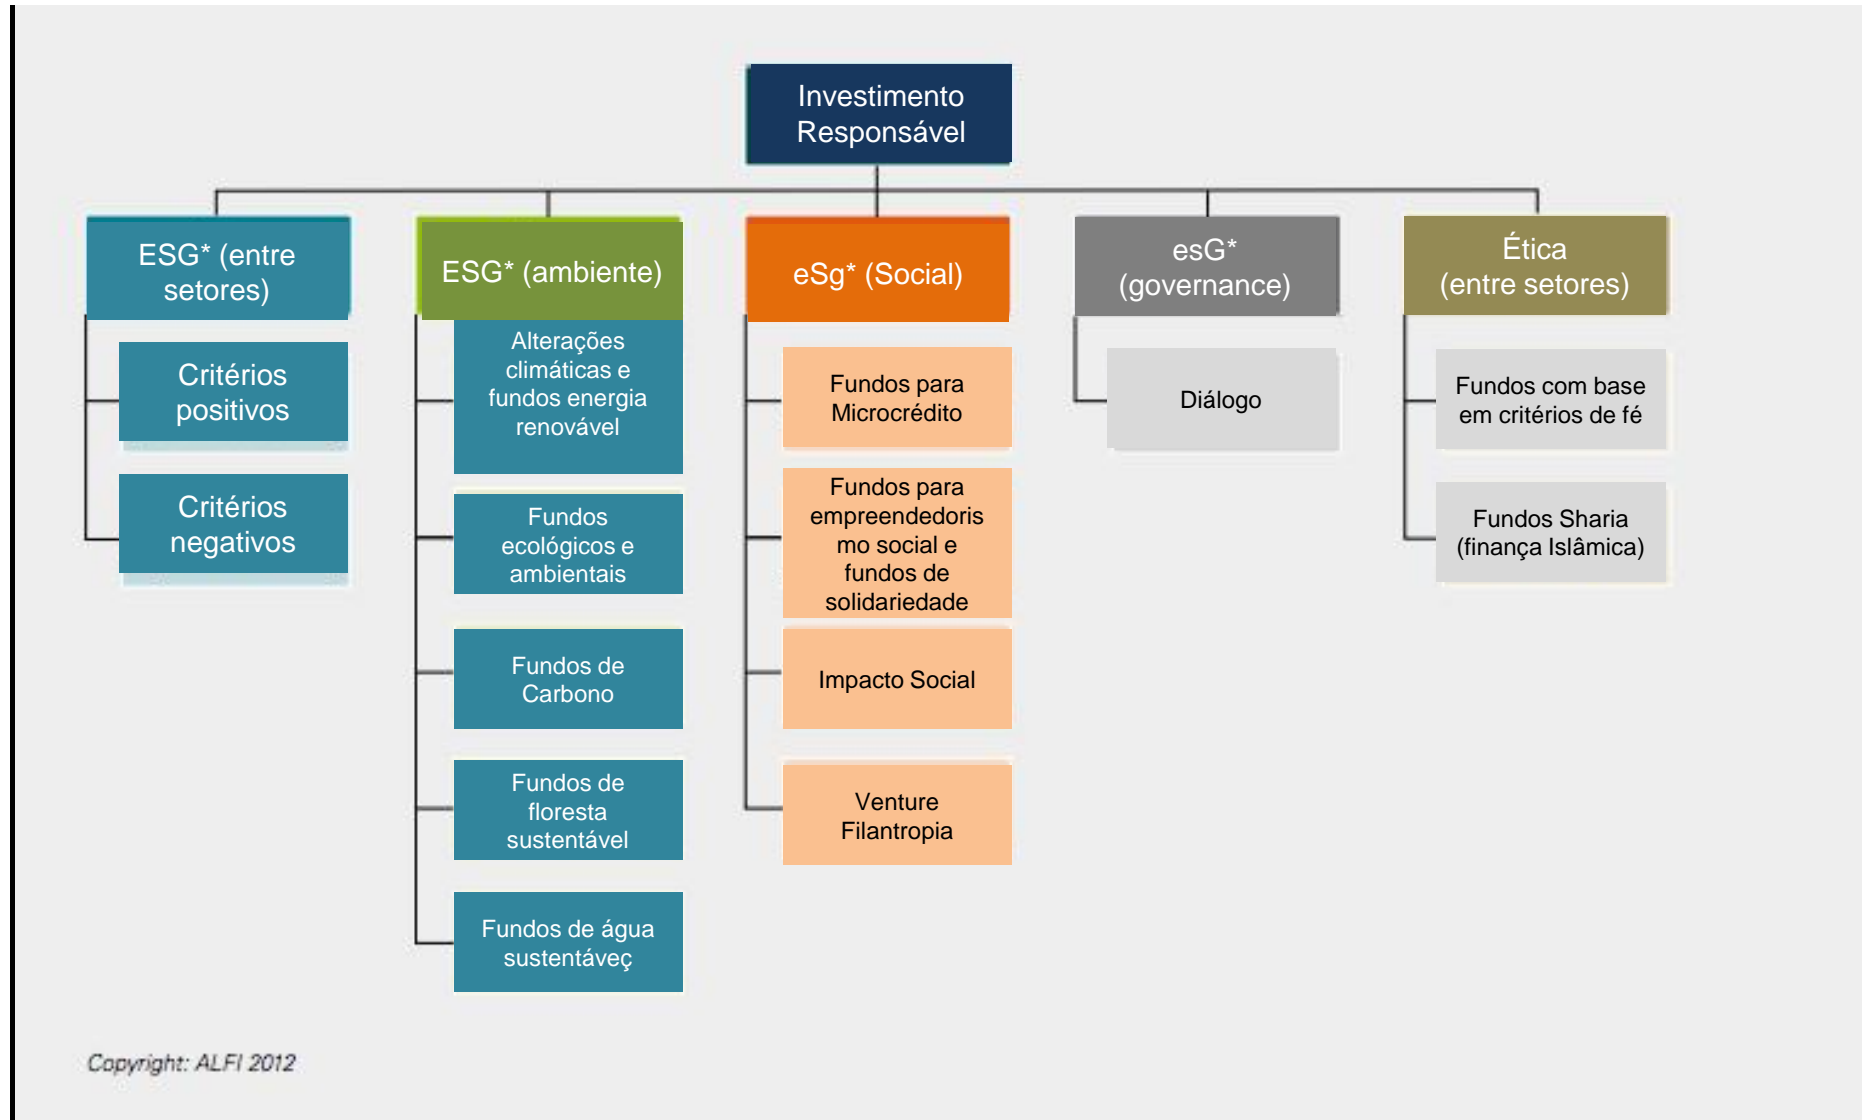 Investimento
Responsável
ESG* (entre
setores)
ESG* (ambiente)
eSg* (Social)
esG*
(governance)
Ética
(entre setores)
Critérios
positivos
Critérios
negativos
Alterações
climáticas e
fundos energia
renovável
Fundos
ecológicos e
ambientais
Fundos de
Carbono
Fundos de
floresta
sustentável
Fundos de água
sustentáveç
Fundos para
Microcrédito
Fundos para
empreendedoris
mo social e
fundos de
solidariedade
Impacto Social
Venture
Filantropia
Diálogo
Fundos com base
em critérios de fé
Fundos Sharia
(finança Islâmica)
Copyright: ALFI 2012